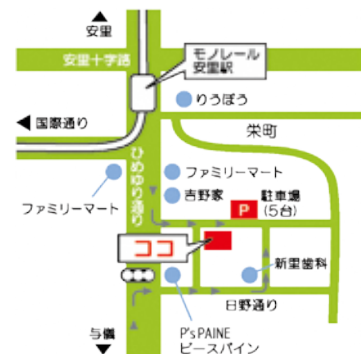 安里
モノレール
安里駅
安里十字路
りうぼう
国際通り
栄町
ひめゆり通り
ファミリーマート
ファミリーマート
吉野家
P
駐車場
(5台)
ココ
新里歯科
日野通り
与儀
P's PAINE
ピースパイン